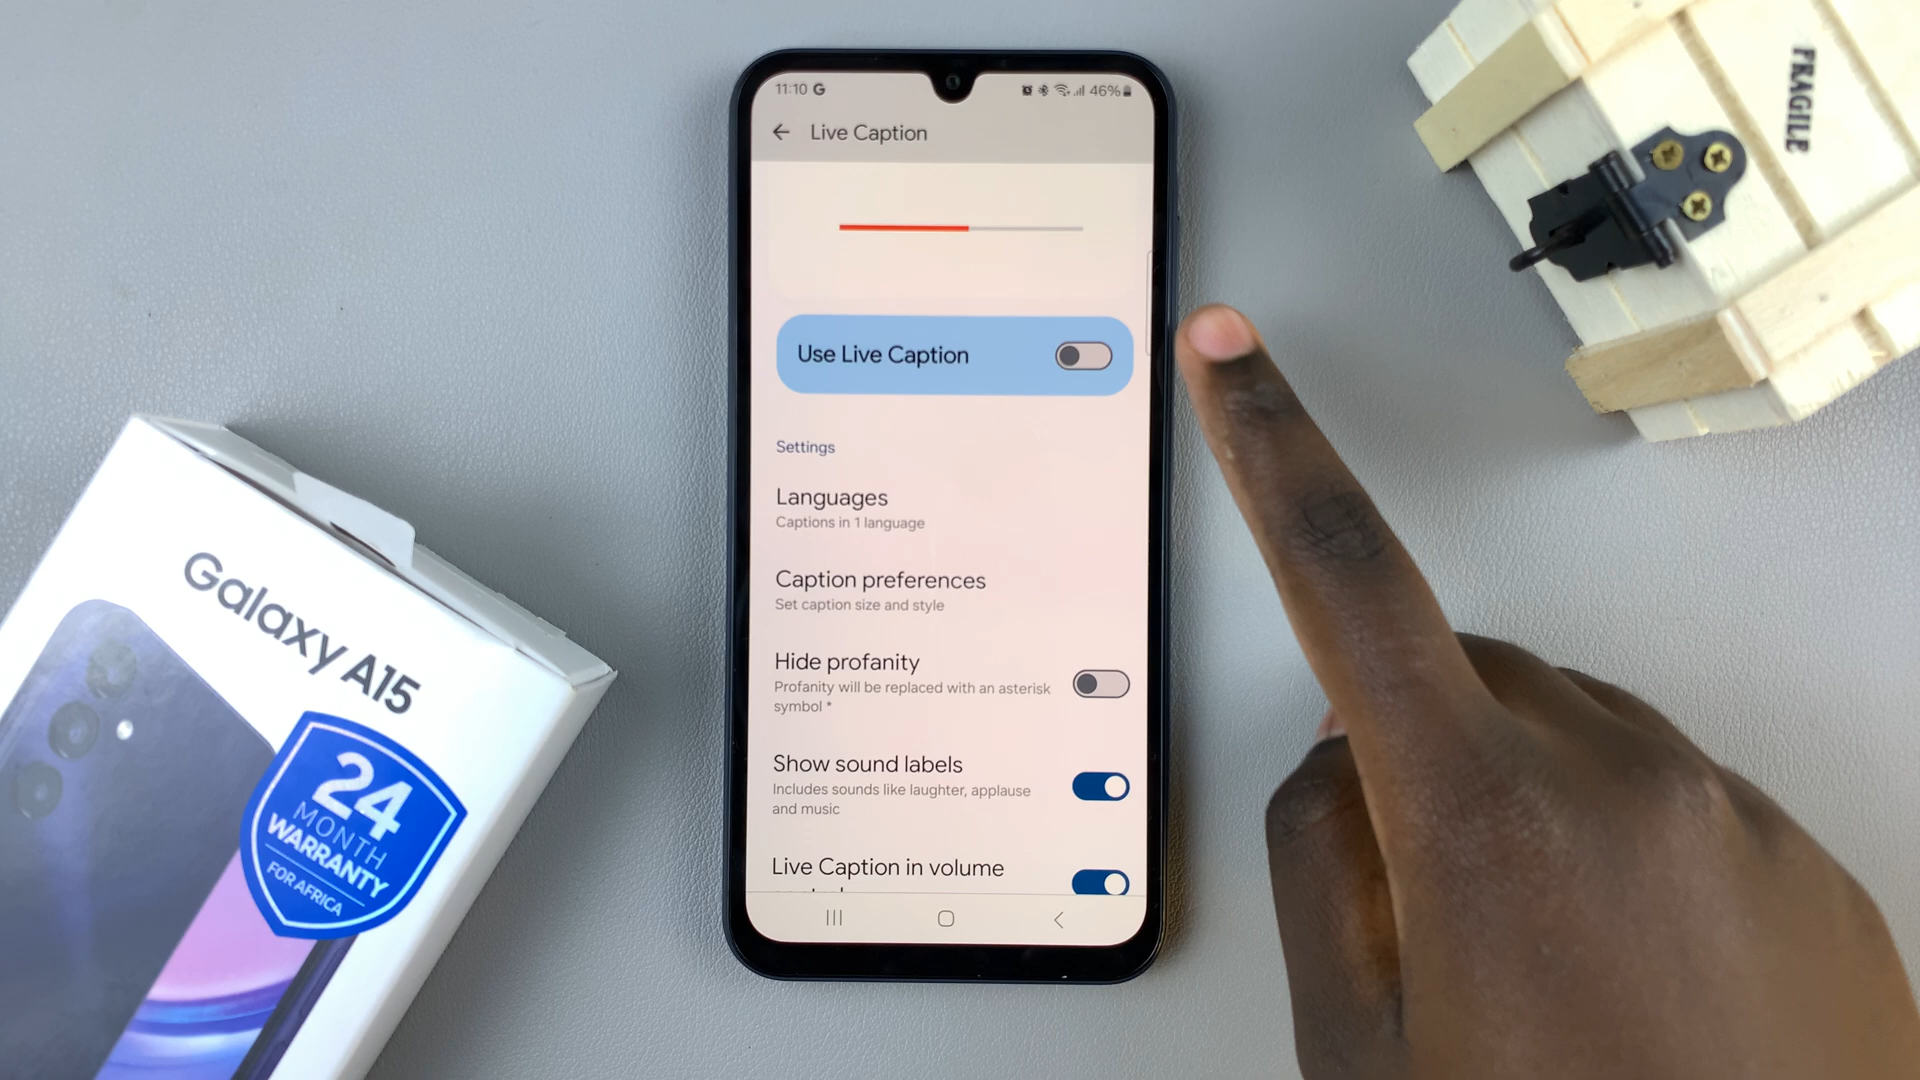 11:10 G
46%
Live Caption
Use Live Caption
Settings
Languages
Captions in 1 language
Caption preferences
Set caption size and style
Hide profanity
Profanity will be replaced with an asterisk
symbol *
Show sound labels
Includes sounds like laughter, applause
and music
Live Caption in volume
Galaxy A15
24
MONTH
WARRANTY
FOR AFRICA
FRAGILE